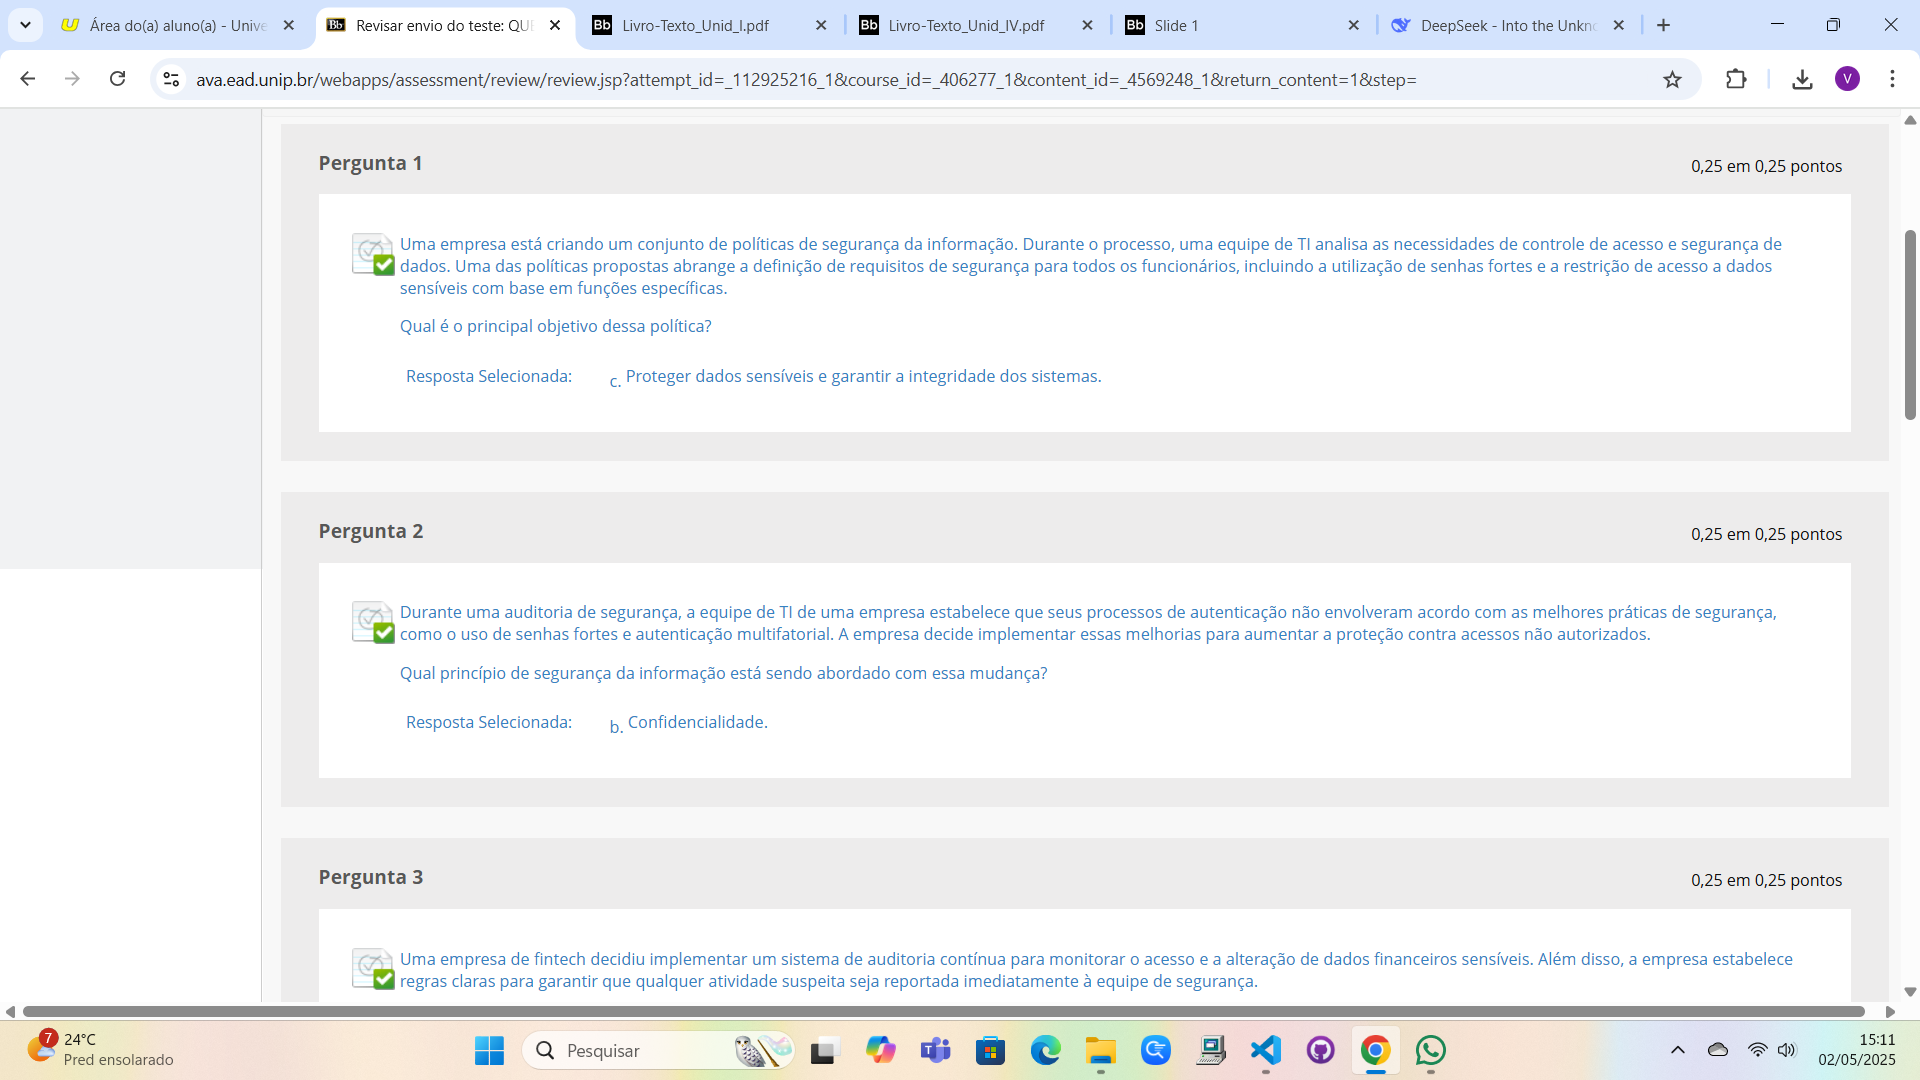 Área do(a) aluno(a) - Unive
Bb Revisar envio do teste: QUE
Bb Livro-Texto_Unid_I.pdf
Bb Livro-Texto_Unid_IV.pdf
Bb Slide 1
DeepSeek - Into the Unkno
ava.ead.unip.br/webapps/assessment/review/review.jsp?attempt_id=_112925216_1&course_id=_406277_1&content_id=_4569248_1&return_content=1&step=
V
Pergunta 1
0,25 em 0,25 pontos
Uma empresa está criando um conjunto de políticas de segurança da informação. Durante o processo, uma equipe de TI analisa as necessidades de controle de acesso e segurança de
dados. Uma das políticas propostas abrange a definição de requisitos de segurança para todos os funcionários, incluindo a utilização de senhas fortes e a restrição de acesso a dados
sensíveis com base em funções específicas.
Qual é o principal objetivo dessa política?
Resposta Selecionada: c. Proteger dados sensíveis e garantir a integridade dos sistemas.
Pergunta 2
0,25 em 0,25 pontos
Durante uma auditoria de segurança, a equipe de TI de uma empresa estabelece que seus processos de autenticação não envolveram acordo com as melhores práticas de segurança,
como o uso de senhas fortes e autenticação multifatorial. A empresa decide implementar essas melhorias para aumentar a proteção contra acessos não autorizados.
Qual princípio de segurança da informação está sendo abordado com essa mudança?
Resposta Selecionada: b. Confidencialidade.
Pergunta 3
0,25 em 0,25 pontos
Uma empresa de fintech decidiu implementar um sistema de auditoria contínua para monitorar o acesso e a alteração de dados financeiros sensíveis. Além disso, a empresa estabelece
regras claras para garantir que qualquer atividade suspeita seja reportada imediatamente à equipe de segurança.
7
24°C
Pred ensolarado
Pesquisar
15:11
02/05/2025